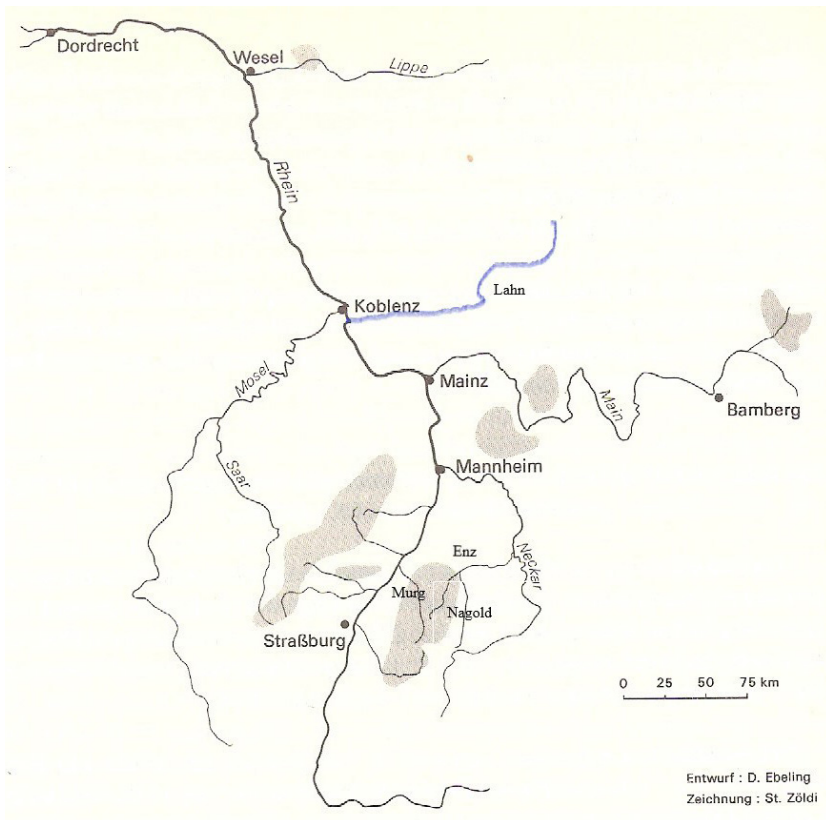 Dordrecht
Wesel
Lippe
Rhein
Lahn
Koblenz
Mosel
Mainz
Main
Bamberg
Saar
Mannheim
Enz
Neckar
Murg
Nagold
Straßburg
0 25 50 75 km
Entwurf : D. Ebeling
Zeichnung : St. Zöldi